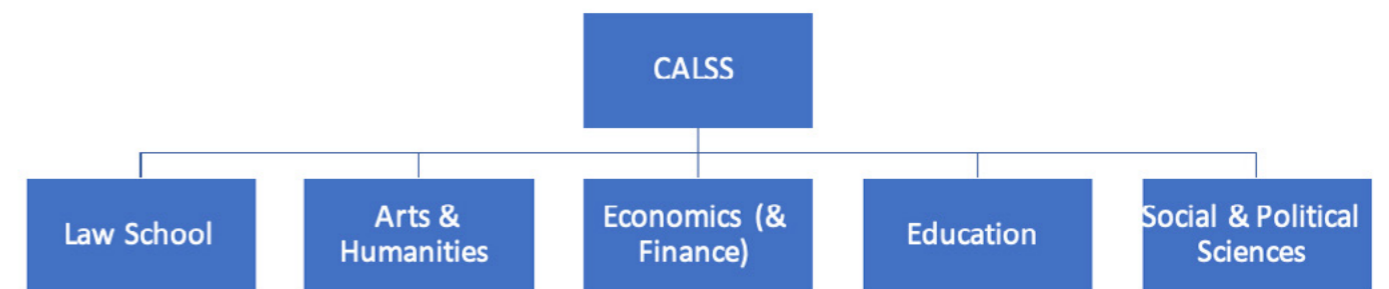 CALSS
Law School
Arts &
Humanities
Economics (&
Finance)
Education
Social & Political
Sciences